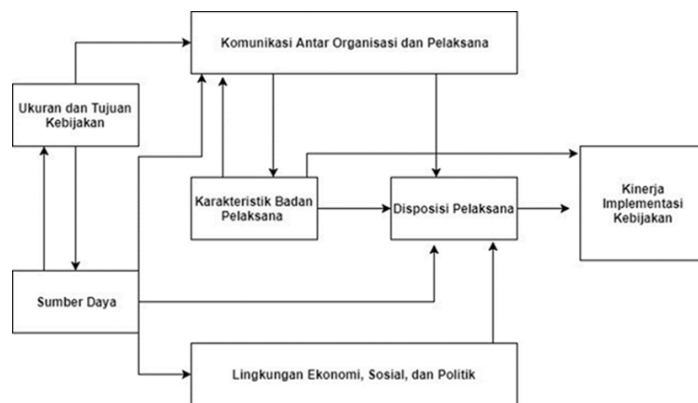 Komunikasi Antar Organisasi dan Pelaksana
Ukuran dan Tujuan
Kebijakan
Karakteristik Badan
Pelaksana
Disposisi Pelaksana
Kinerja
Implementasi
Kebijakan
Sumber Daya
Lingkungan Ekonomi, Sosial, dan Politik